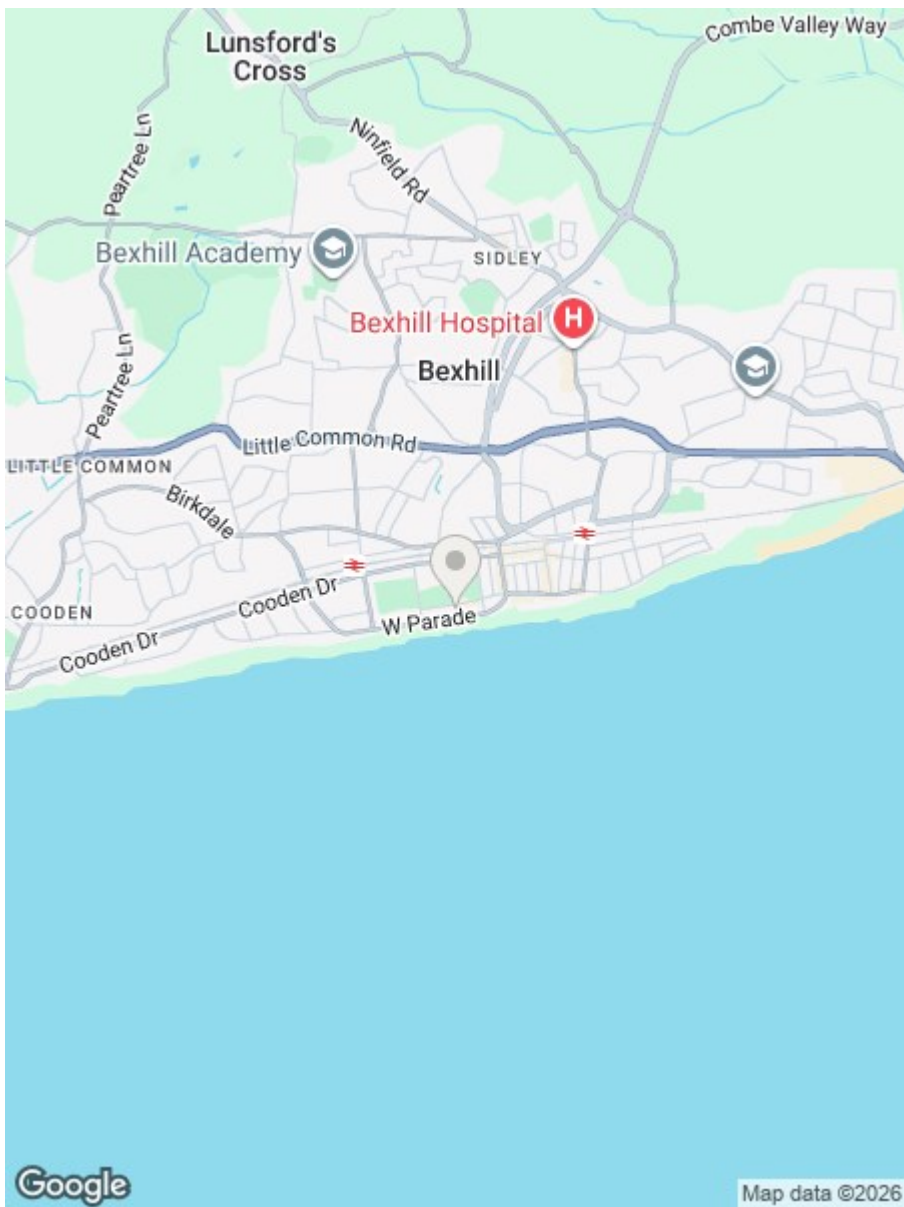 Combe Valley Way
Lunsford's
Cross
Ninfield Rd
Peartree Ln
Bexhill Academy
SIDLEY
Bexhill Hospital
H
Bexhill
Peartree Ln
Little Common Rd
LITTLE COMMON
Birkdale
COODEN
Cooden Dr
W Parade
Cooden Dr
Google
Map data ©2026